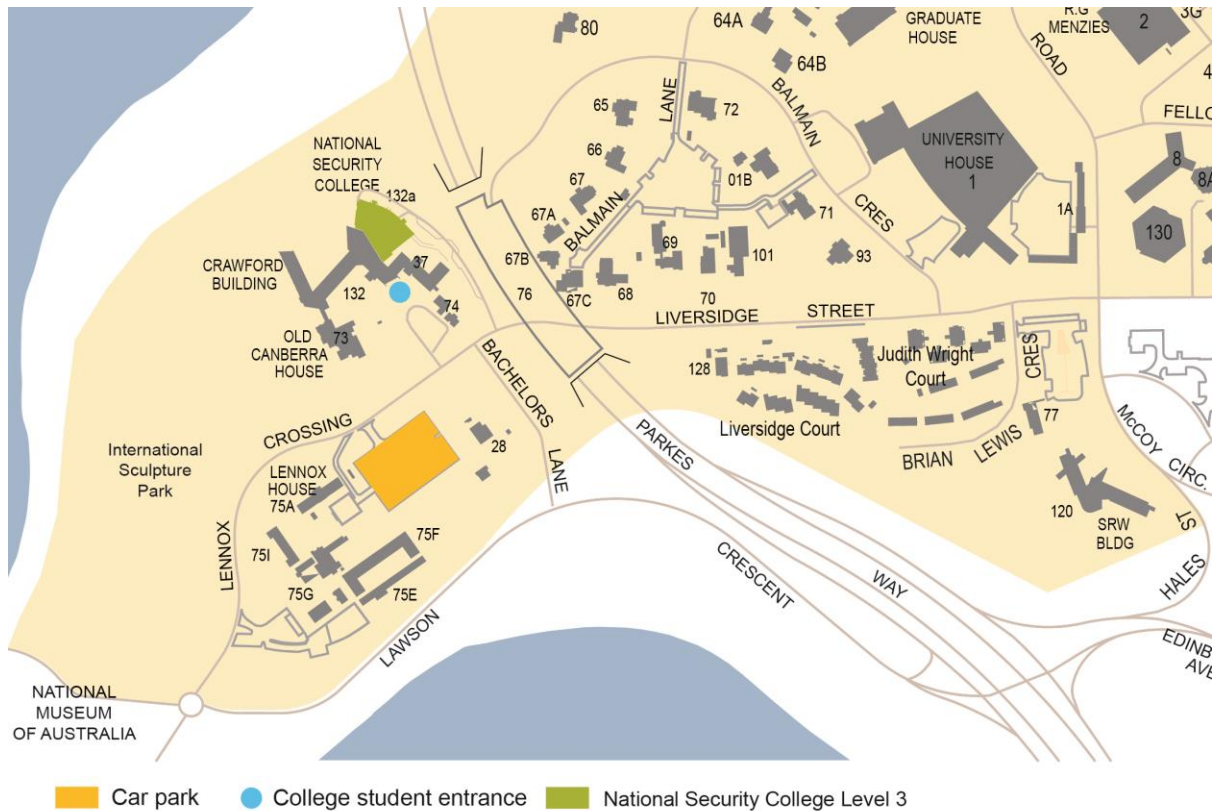 80
64A
GRADUATE
HOUSE
R.G
MENZIES
2
3G
64B
ROAD
4
65
LANE
72
BALMAIN
FELLO
NATIONAL
SECURITY
COLLEGE
132a
66
UNIVERSITY
HOUSE
1
8
8A
67
01B
67A
BALMAIN
71
CRES
1A
130
CRAWFORD
BUILDING
37
67B
69
101
93
132
74
76
67C
68
70
LIVERSIDGE
STREET
OLD
CANBERRA
HOUSE
73
BACHELORS
LANE
128
Judith Wright
Court
CRES
Liversidge Court
77
LEWIS
BRIAN
McCOY CIRC.
International
Sculpture
Park
CROSSING
LENNOX
28
PARKES
WAY
LENNOX
HOUSE
75A
120
SRW
BLDG
ST
HALES
75I
75F
75G
75E
CRESCENT
LAWSON
EDINB
AVE
NATIONAL
MUSEUM
OF AUSTRALIA
Car park
College student entrance
National Security College Level 3